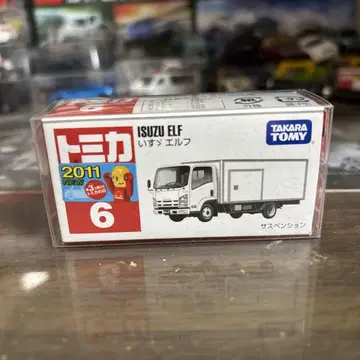 トミカ
ISUZU ELF
いすゞ エルフ
TAKARA
TOMY
2011
NEW
6
サスペンション